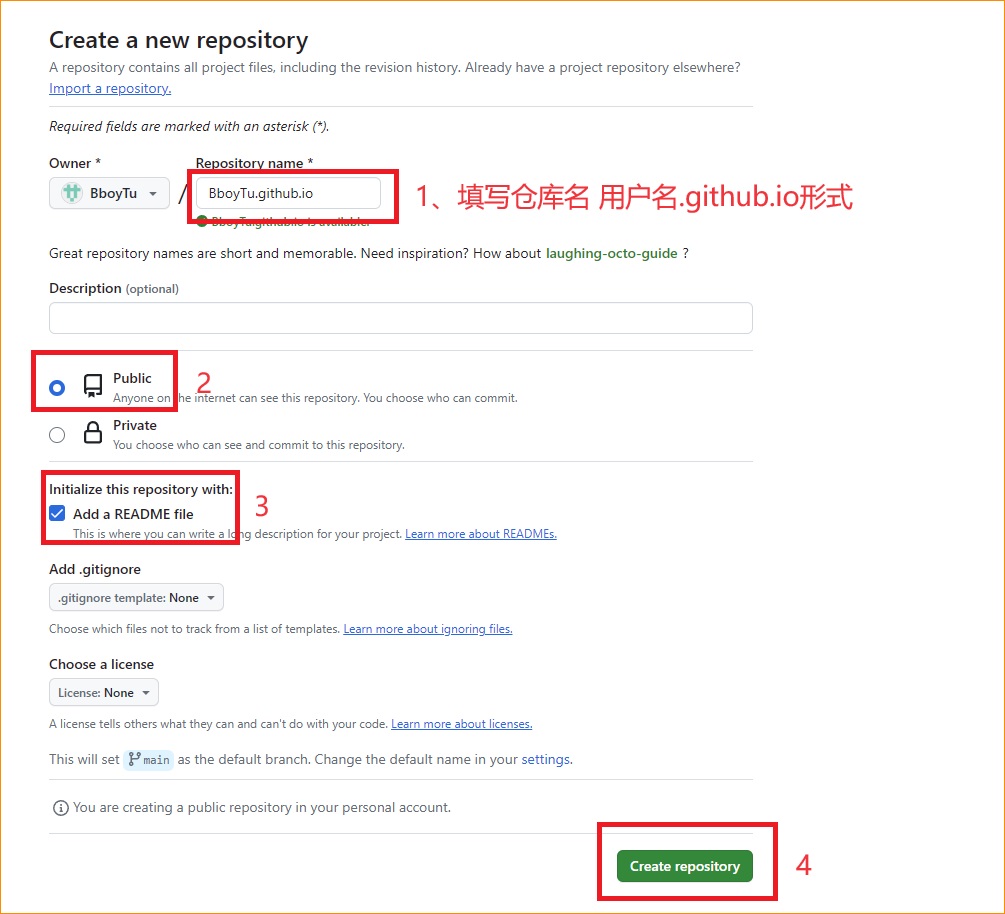 Create a new repository
A repository contains all project files, including the revision history. Already have a project repository elsewhere?
Import a repository.
Required fields are marked with an asterisk (*).
Owner *
Repository name *
BboyTu
/
BboyTu.github.io
1、填写仓库名 用户名.github.io形式
BboyTu.github.io is available.
Great repository names are short and memorable. Need inspiration? How about laughing-octo-guide ?
Description (optional)
Public
2
Anyone on the internet can see this repository. You choose who can commit.
Private
You choose who can see and commit to this repository.
Initialize this repository with:
Add a README file
3
This is where you can write a long description for your project. Learn more about READMEs.
Add .gitignore
.gitignore template: None
Choose which files not to track from a list of templates. Learn more about ignoring files.
Choose a license
License: None
A license tells others what they can and can't do with your code. Learn more about licenses.
This will set main as the default branch. Change the default name in your settings.
You are creating a public repository in your personal account.
Create repository
4